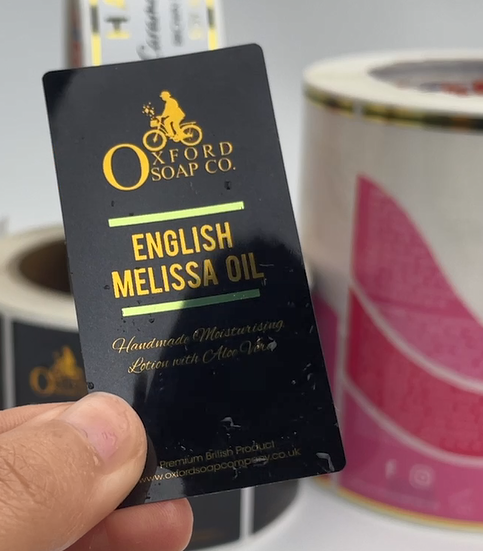 OXFORD
SOAP CO.
ENGLISH
MELISSA OIL
Handmade Moisturising
Lotion with Aloe Vera
Premium British Product
www.oxfordsoapcompany.co.uk